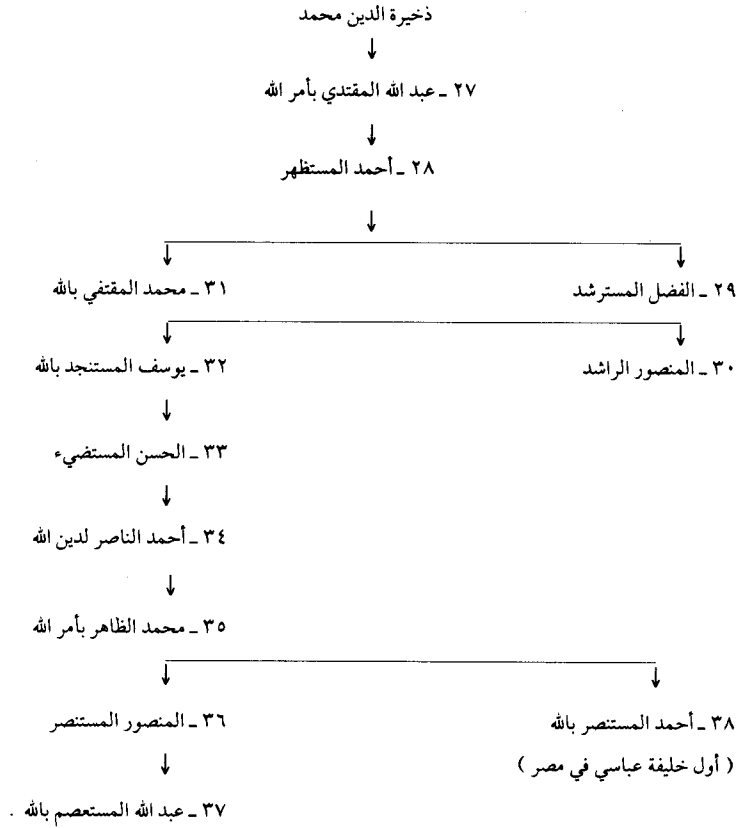 ذخيرة الدين محمد
٢٧ ـ عبد الله المقتدي بأمر الله
٢٨ ـ أحمد المستظهر
٢٩ ـ الفضل المسترشد
٣١ ـ محمد المقتفي بالله
٣٠ ـ المنصور الراشد
٣٢ ـ يوسف المستنجد بالله
٣٣ ـ الحسن المستضيء
٣٤ ـ أحمد الناصر لدين الله
٣٥ ـ محمد الظاهر بأمر الله
٣٨ ـ أحمد المستنصر بالله
٣٦ ـ المنصور المستنصر
( أول خليفة عباسي في مصر )
٣٧ ـ عبد الله المستعصم بالله .